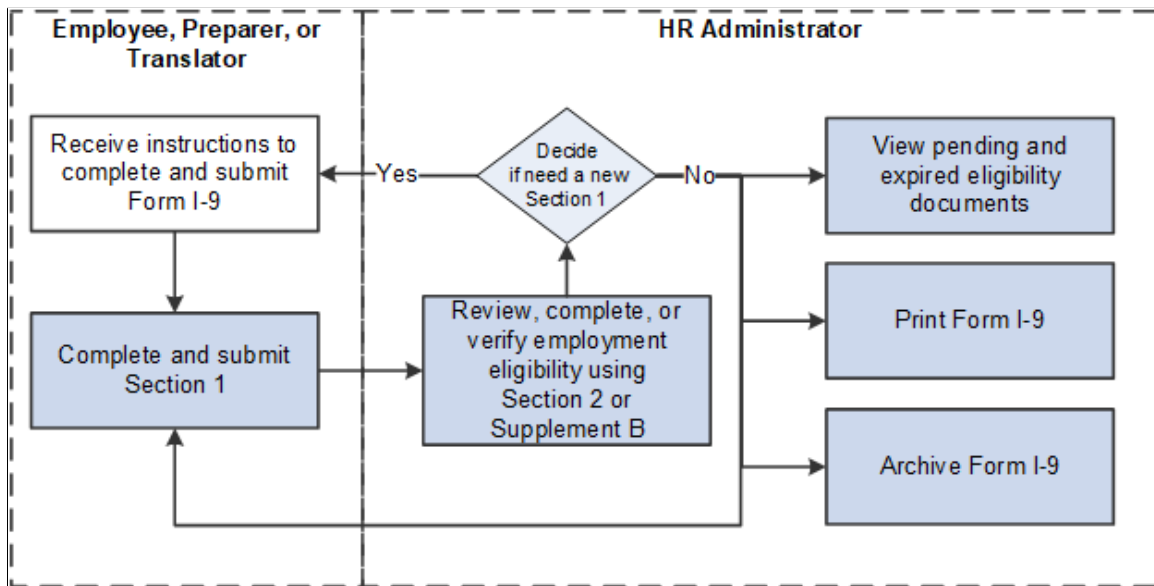 Employee, Preparer, or
Translator
HR Administrator
Receive instructions to
complete and submit
Form I-9
Yes
Decide
if need a new
Section 1
No
View pending and
expired eligibility
documents
Complete and submit
Section 1
Review, complete, or
verify employment
eligibility using
Section 2 or
Supplement B
Print Form I-9
Archive Form I-9